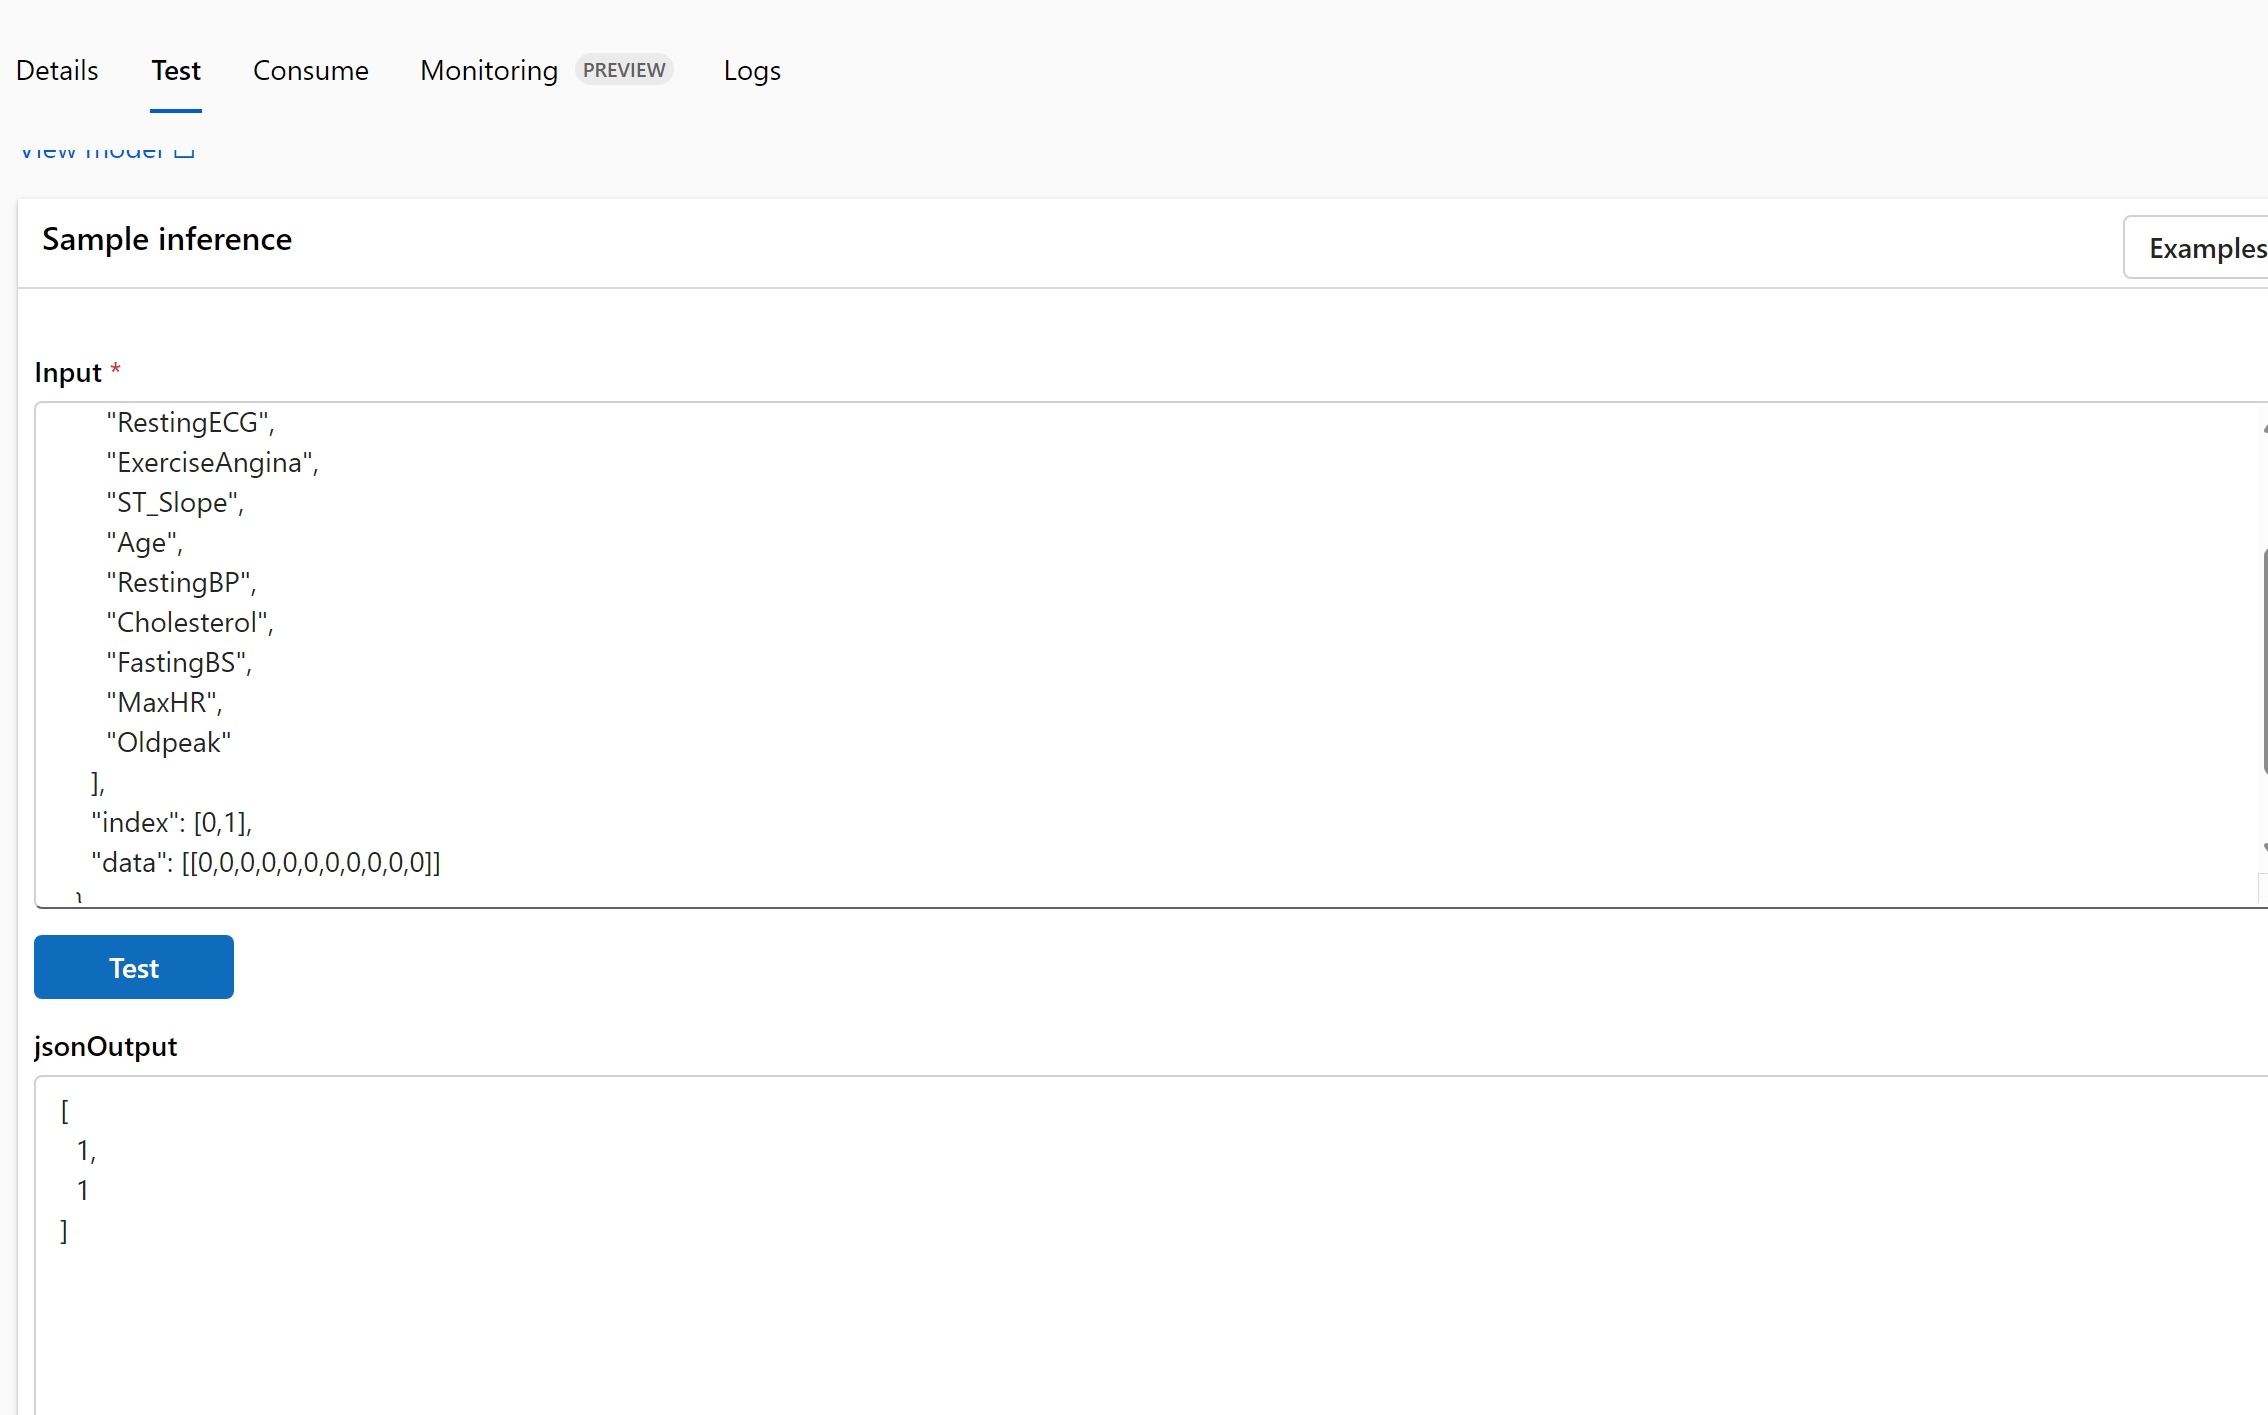 Details Test Consume Monitoring PREVIEW Logs
View model
Sample inference
Examples
Input *
"RestingECG",
"ExerciseAngina",
"ST_Slope",
"Age",
"RestingBP",
"Cholesterol",
"FastingBS",
"MaxHR",
"Oldpeak"
],
"index": [0,1],
"data": [[0,0,0,0,0,0,0,0,0,0,0]]
}
Test
jsonOutput
[
1,
1
]